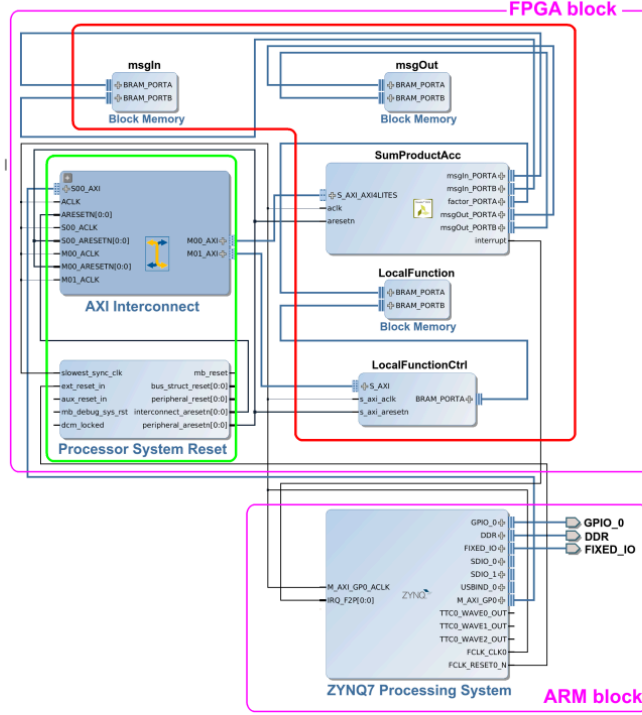 FPGA block
msgIn
BRAM_PORTA
BRAM_PORTB
Block Memory
msgOut
BRAM_PORTA
BRAM_PORTB
Block Memory
SumProductAcc
S_AXI_AXI4LITES
aclk
aresetn
msgIn_PORTA
msgIn_PORTB
factor_PORTA
msgOut_PORTA
msgOut_PORTB
interrupt
S00_AXI
ACLK
ARESETN[0:0]
S00_ACLK
S00_ARESETN[0:0]
M00_ACLK
M00_ARESETN[0:0]
M01_ACLK
M00_AXI
M01_AXI
AXI Interconnect
LocalFunction
BRAM_PORTA
BRAM_PORTB
Block Memory
LocalFunctionCtrl
S_AXI
s_axi_aclk
s_axi_aresetn
BRAM_PORTA
slowest_sync_clk
ext_reset_in
aux_reset_in
mb_debug_sys_rst
dcm_locked
mb_reset
bus_struct_reset[0:0]
peripheral_reset[0:0]
interconnect_aresetn[0:0]
peripheral_aresetn[0:0]
Processor System Reset
M_AXI_GP0_ACLK
IRQ_F2P[0:0]
ZYNQ
GPIO_0
DDR
FIXED_IO
SDIO_0
SDIO_1
USBIND_0
M_AXI_GP0
TTC0_WAVE0_OUT
TTC0_WAVE1_OUT
TTC0_WAVE2_OUT
FCLK_CLK0
FCLK_RESET0_N
GPIO_0
DDR
FIXED_IO
ZYNQ7 Processing System
ARM block